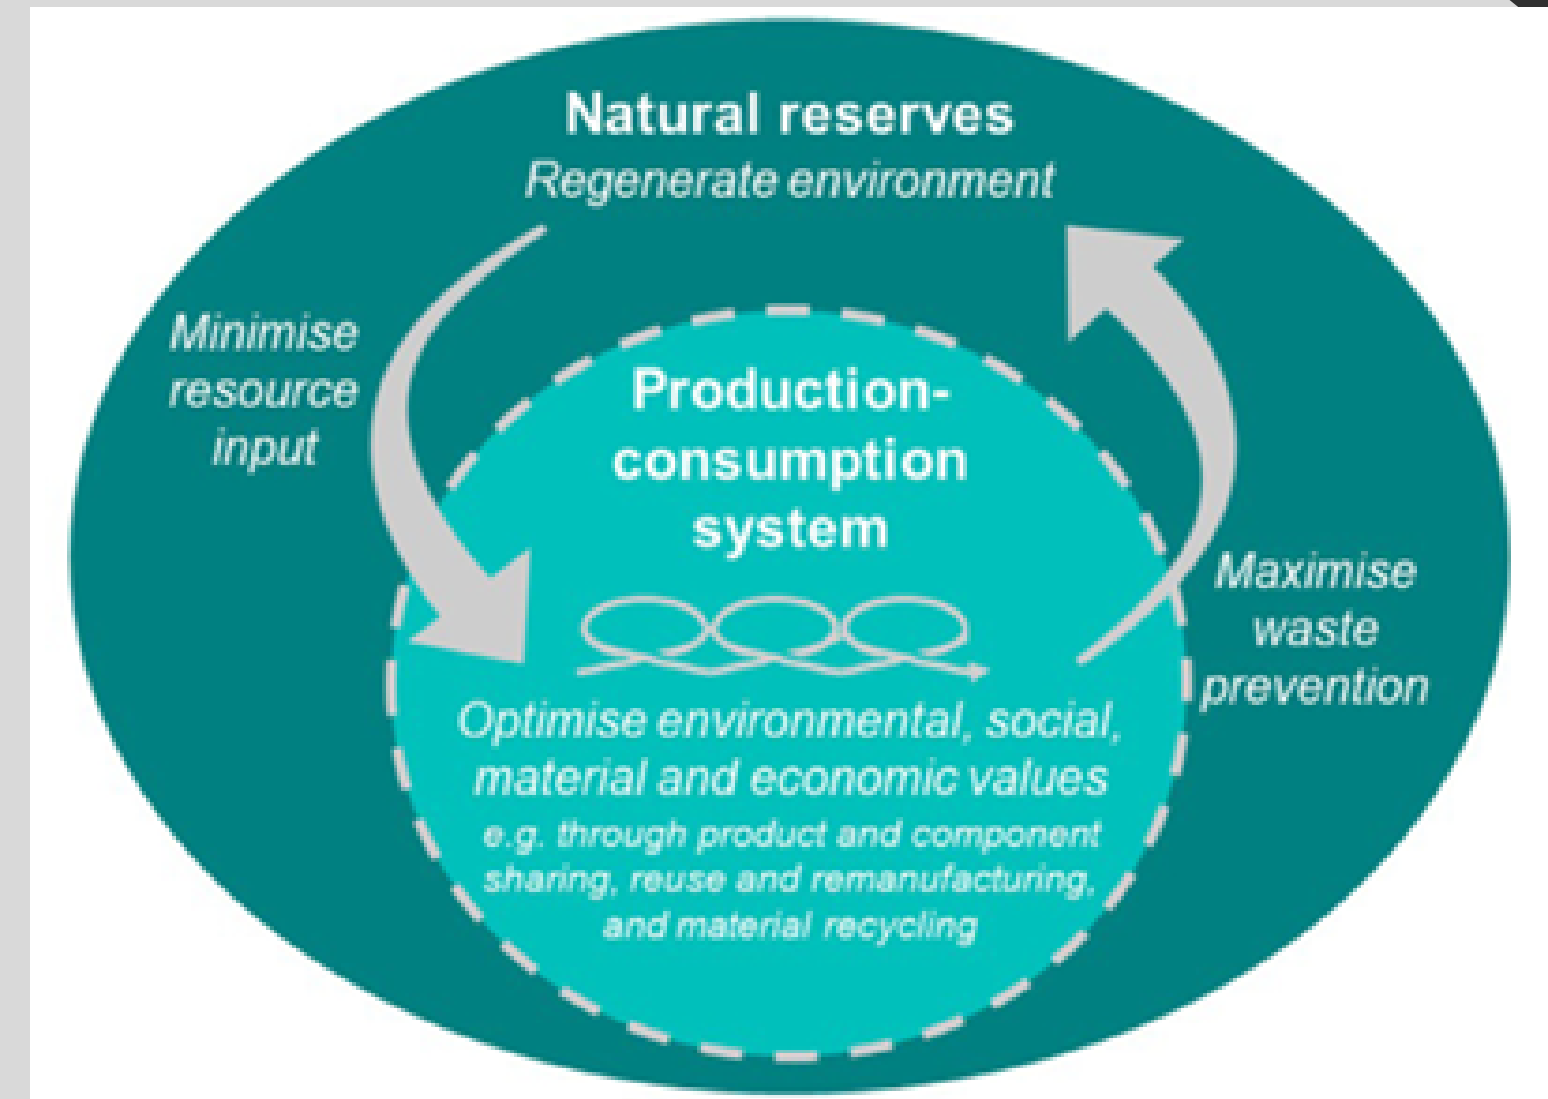 Natural reserves
Regenerate environment
Minimise
resource
input
Production-
consumption
system
Maximise
waste
prevention
Optimise environmental, social,
material and economic values
e.g. through product and component
sharing, reuse and remanufacturing,
and material recycling